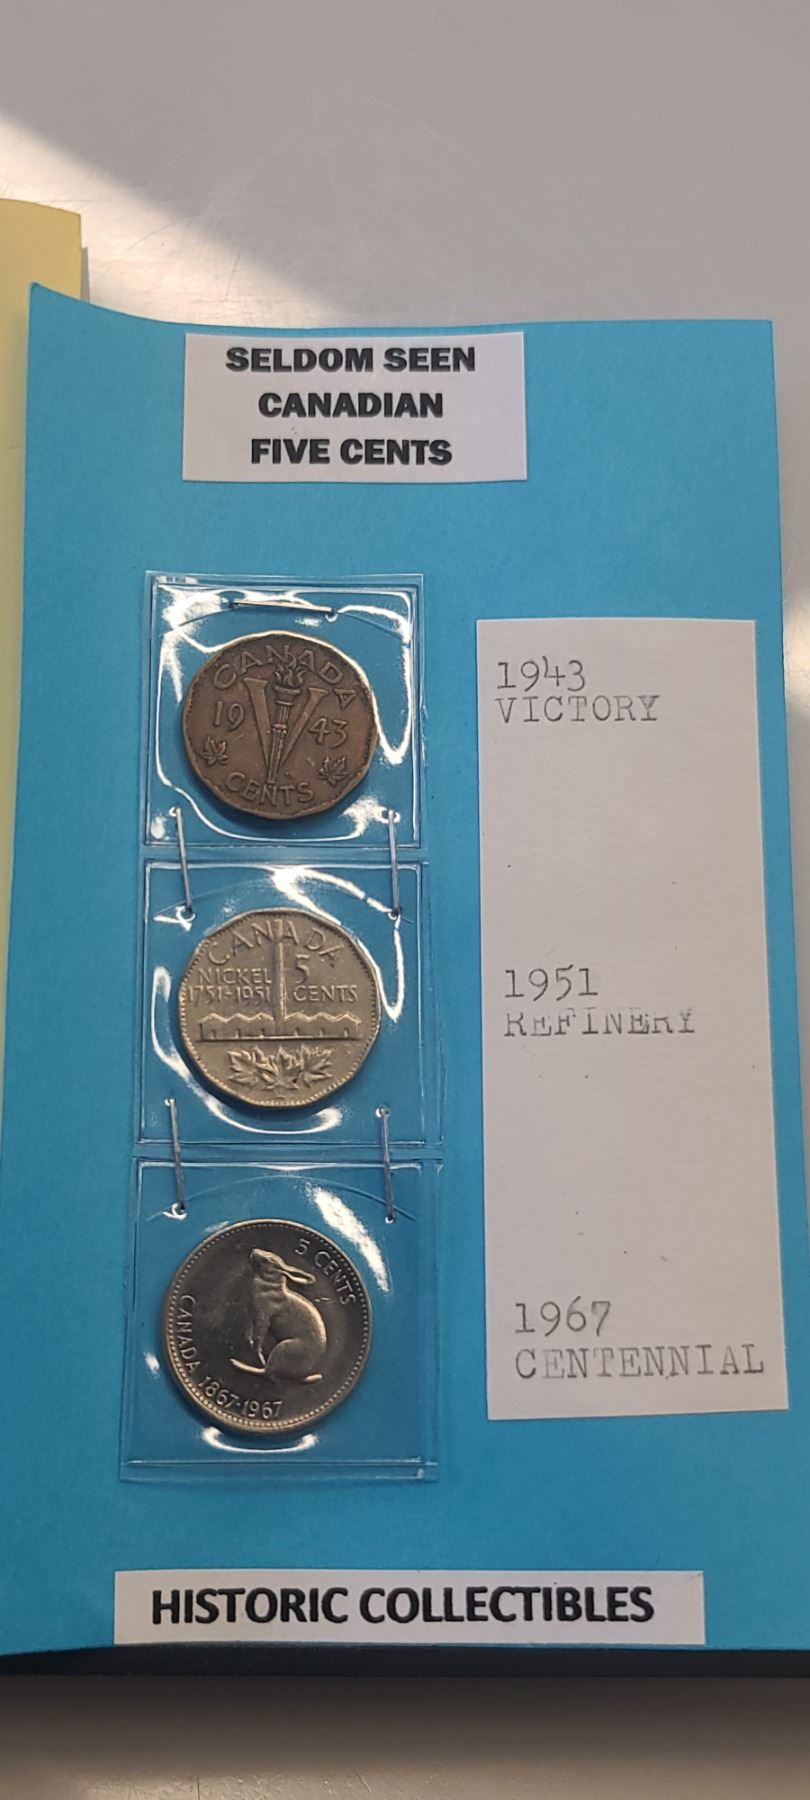 SELDOM SEEN
CANADIAN
FIVE CENTS
CANADA
19 43
CENTS
1943
VICTORY
CANADA
NICKEL 5
1751-1951 CENTS
1951
REFINERY
5 CENTS
CANADA 1867-1967
1967
CENTENNIAL
HISTORIC COLLECTIBLES